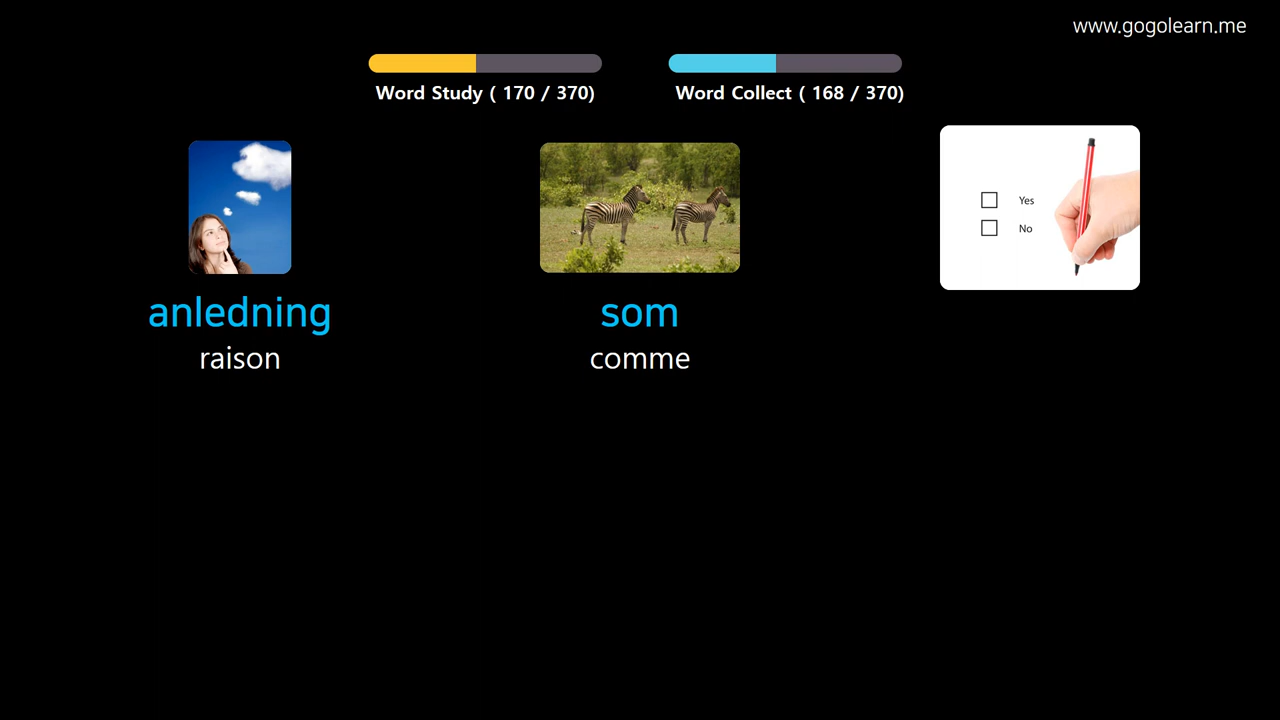 www.gogolearn.me
Word Study ( 170 / 370)
Word Collect ( 168 / 370)
Yes
No
anledning
som
raison
comme